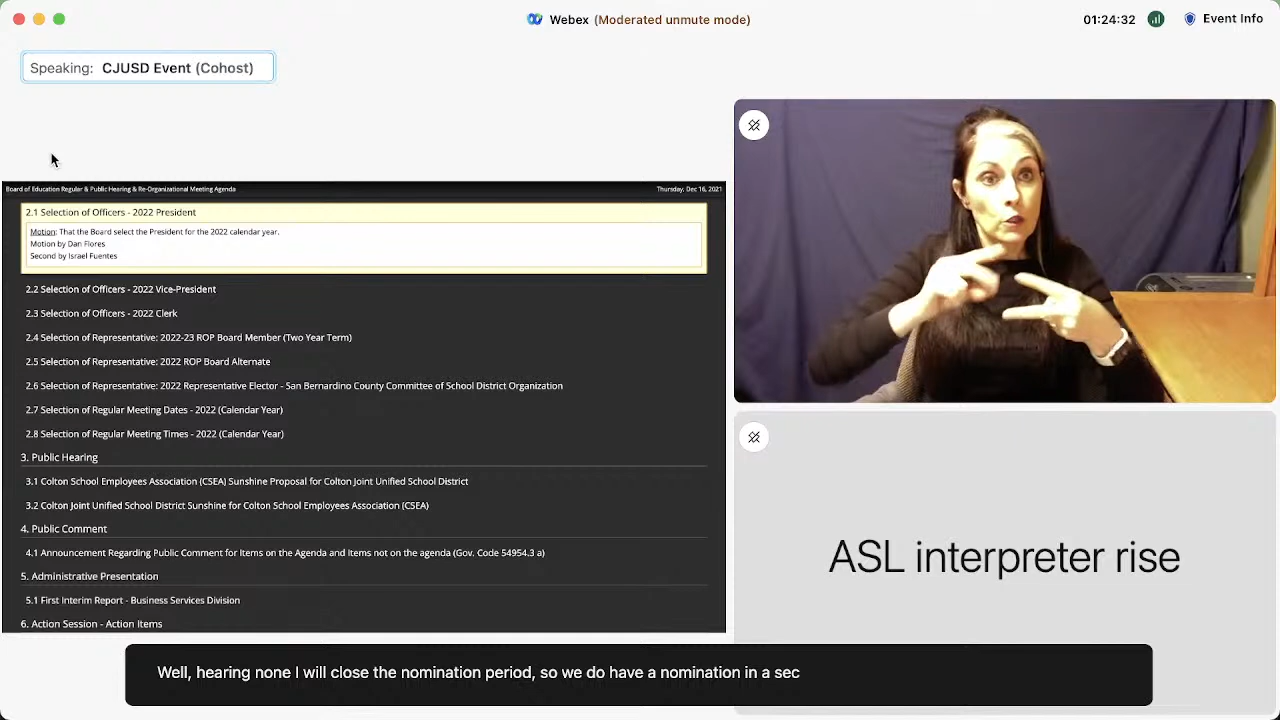 Webex (Moderated unmute mode)
01:24:32
Event Info
Speaking: CJUSD Event (Cohost)
Board of Education Regular & Public Hearing & Re-Organizational Meeting Agenda
Thursday: Dec 16, 2021
2.1 Selection of Officers - 2022 President
Motion: That the Board select the President for the 2022 calendar year.
Motion by Dan Flores
Second by Israel Fuentes
2.2 Selection of Officers - 2022 Vice-President
2.3 Selection of Officers - 2022 Clerk
2.4 Selection of Representative: 2022-23 ROP Board Member (Two Year Term)
2.5 Selection of Representative: 2022 ROP Board Alternate
2.6 Selection of Representative: 2022 Representative Elector - San Bernardino County Committee of School District Organization
2.7 Selection of Regular Meeting Dates - 2022 (Calendar Year)
2.8 Selection of Regular Meeting Times - 2022 (Calendar Year)
3. Public Hearing
3.1 Colton School Employees Association (CSEA) Sunshine Proposal for Colton Joint Unified School District
3.2 Colton Joint Unified School District Sunshine for Colton School Employees Association (CSEA)
4. Public Comment
4.1 Announcement Regarding Public Comment for Items on the Agenda and Items not on the agenda (Gov. Code 54954.3 a)
5. Administrative Presentation
5.1 First Interim Report - Business Services Division
6. Action Session - Action Items
ASL interpreter rise
Well, hearing none I will close the nomination period, so we do have a nomination in a sec